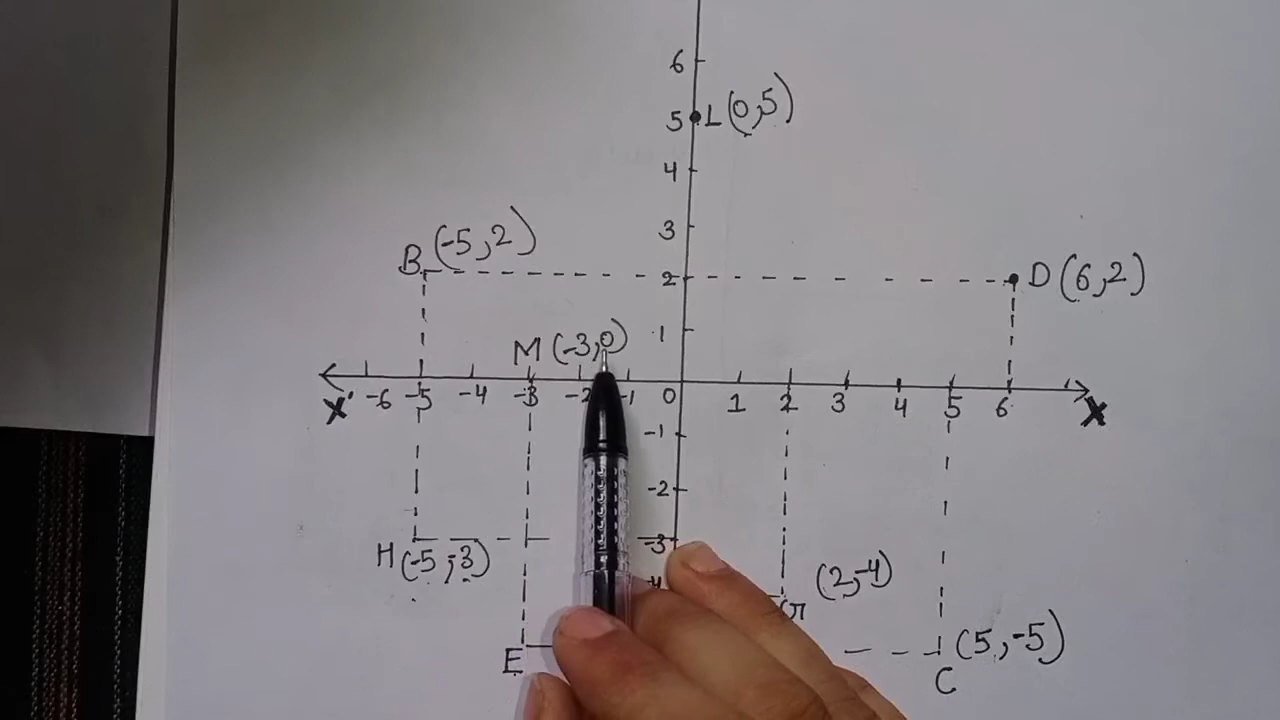 6
5 L(0,5)
4
B(-5,2) 3
2 D(6,2)
M(-3,0) 1
X' -6 -5 -4 -3 -2 -1 0 1 2 3 4 5 6 X
-1
-2
H(-5,-3) -3
(2,-4)
G
E (5,-5)
C